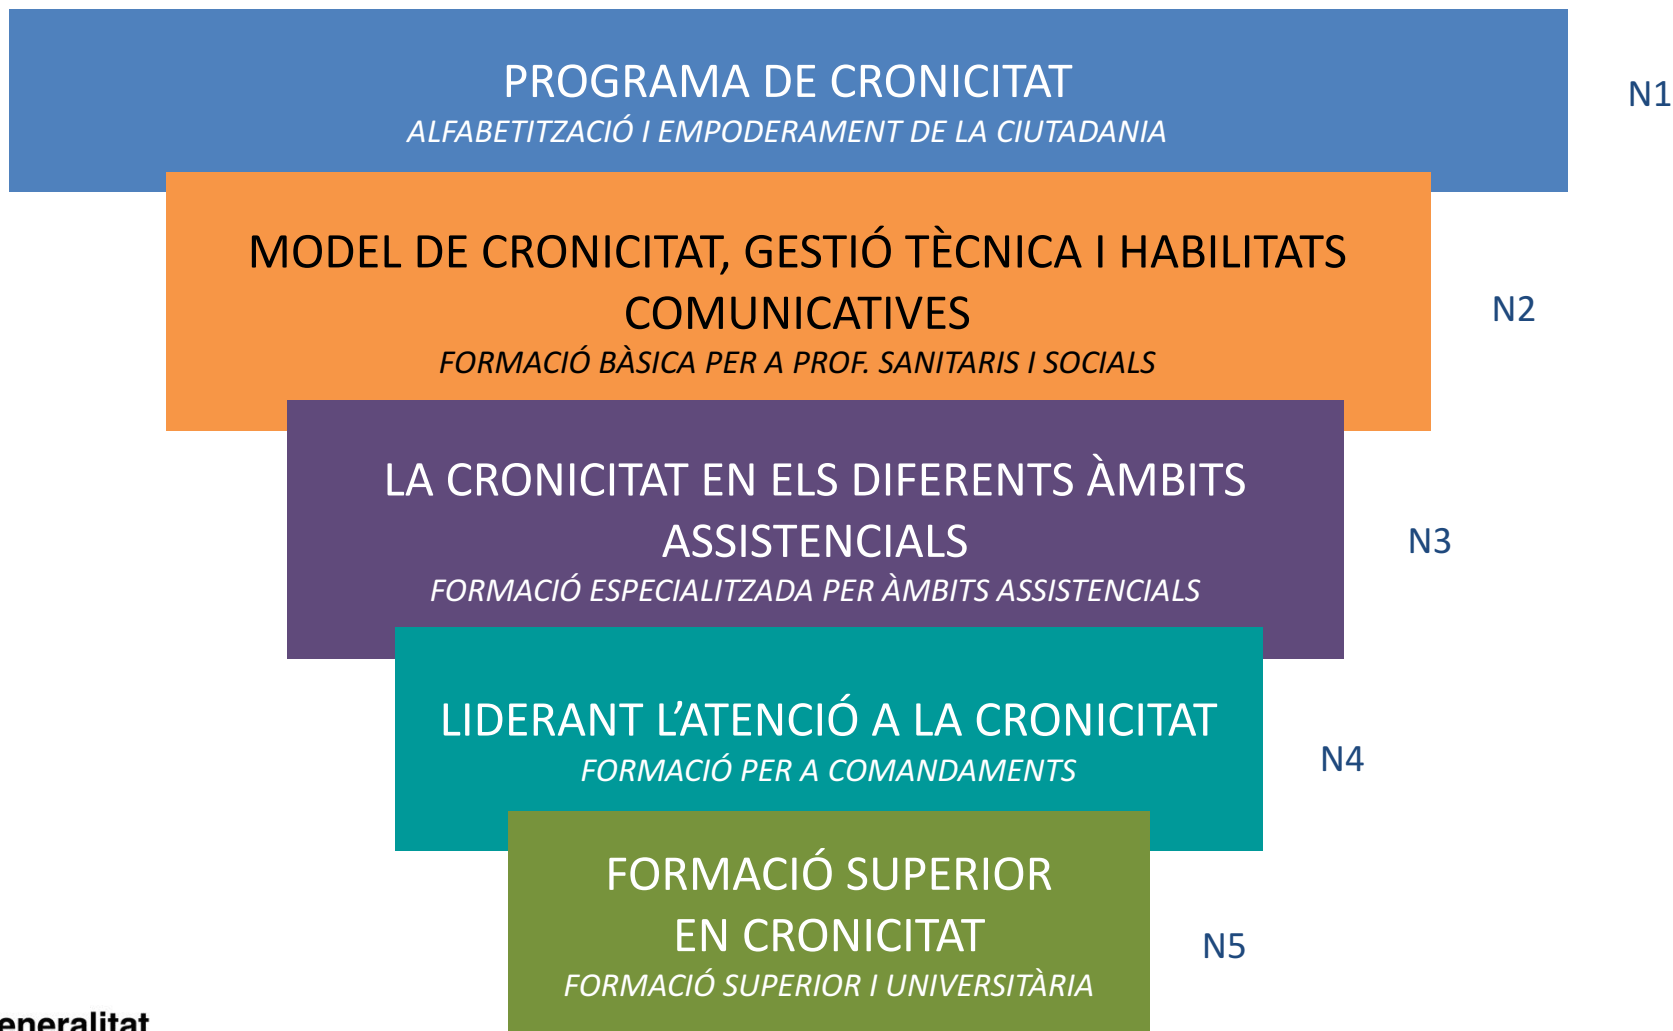 PROGRAMA DE CRONICITAT
ALFABETITZACIÓ I EMPODERAMENT DE LA CIUTADANIA
N1
MODEL DE CRONICITAT, GESTIÓ TÈCNICA I HABILITATS
COMUNICATIVES
FORMACIÓ BÀSICA PER A PROF. SANITARIS I SOCIALS
N2
LA CRONICITAT EN ELS DIFERENTS ÀMBITS
ASSISTENCIALS
FORMACIÓ ESPECIALITZADA PER ÀMBITS ASSISTENCIALS
N3
LIDERANT L’ATENCIÓ A LA CRONICITAT
FORMACIÓ PER A COMANDAMENTS
N4
FORMACIÓ SUPERIOR
EN CRONICITAT
FORMACIÓ SUPERIOR I UNIVERSITÀRIA
N5
eneralitat